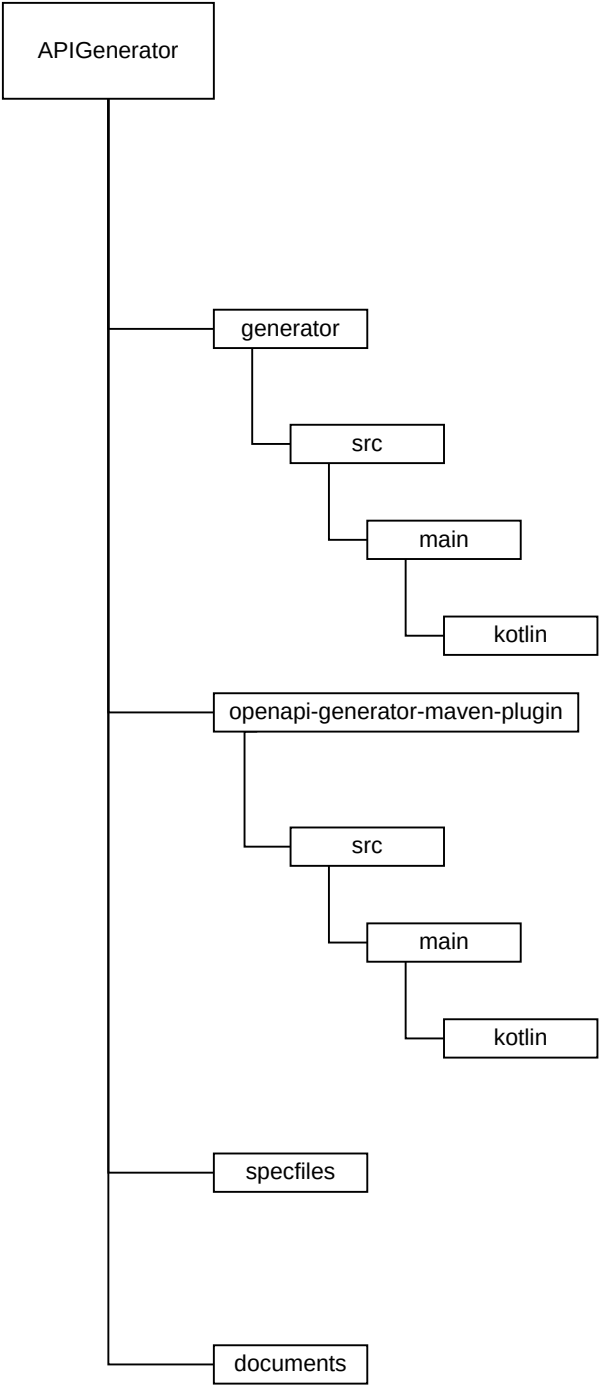 APIGenerator
generator
src
main
kotlin
openapi-generator-maven-plugin
src
main
kotlin
specfiles
documents